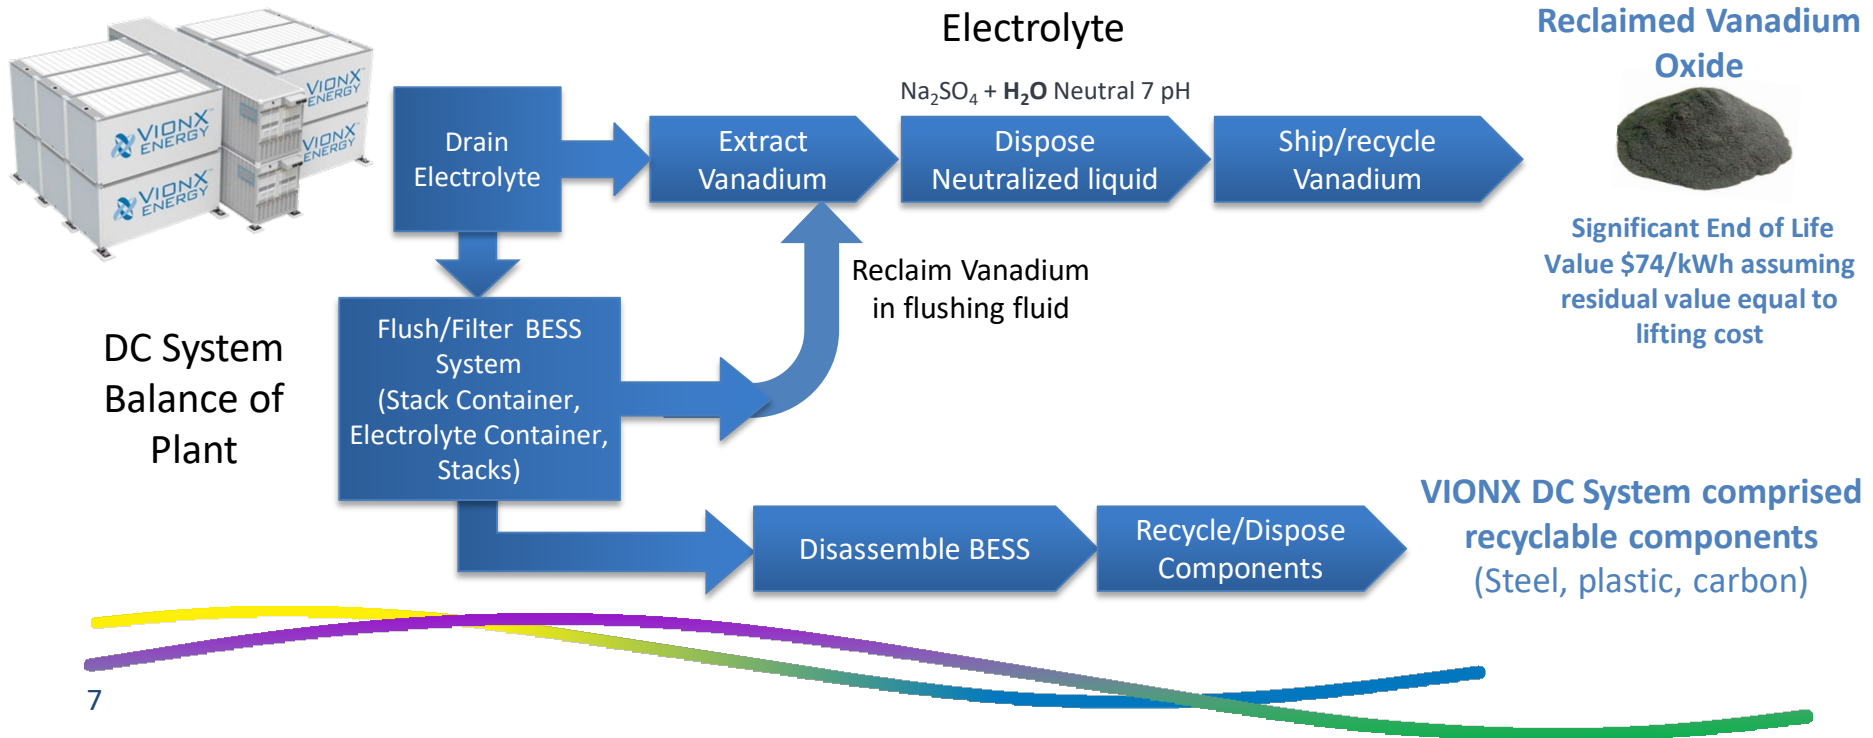 VIONX
ENERGY
VIONX
ENERGY
VIONX
ENERGY
VIONX
ENERGY
Electrolyte
Na₂SO₄ + H₂O Neutral 7 pH
Drain
Electrolyte
Extract
Vanadium
Dispose
Neutralized liquid
Ship/recycle
Vanadium
Reclaimed Vanadium
Oxide
Significant End of Life
Value $74/kWh assuming
residual value equal to
lifting cost
Reclaim Vanadium
in flushing fluid
DC System
Balance of
Plant
Flush/Filter BESS
System
(Stack Container,
Electrolyte Container,
Stacks)
Disassemble BESS
Recycle/Dispose
Components
VIONX DC System comprised
recyclable components
(Steel, plastic, carbon)
7